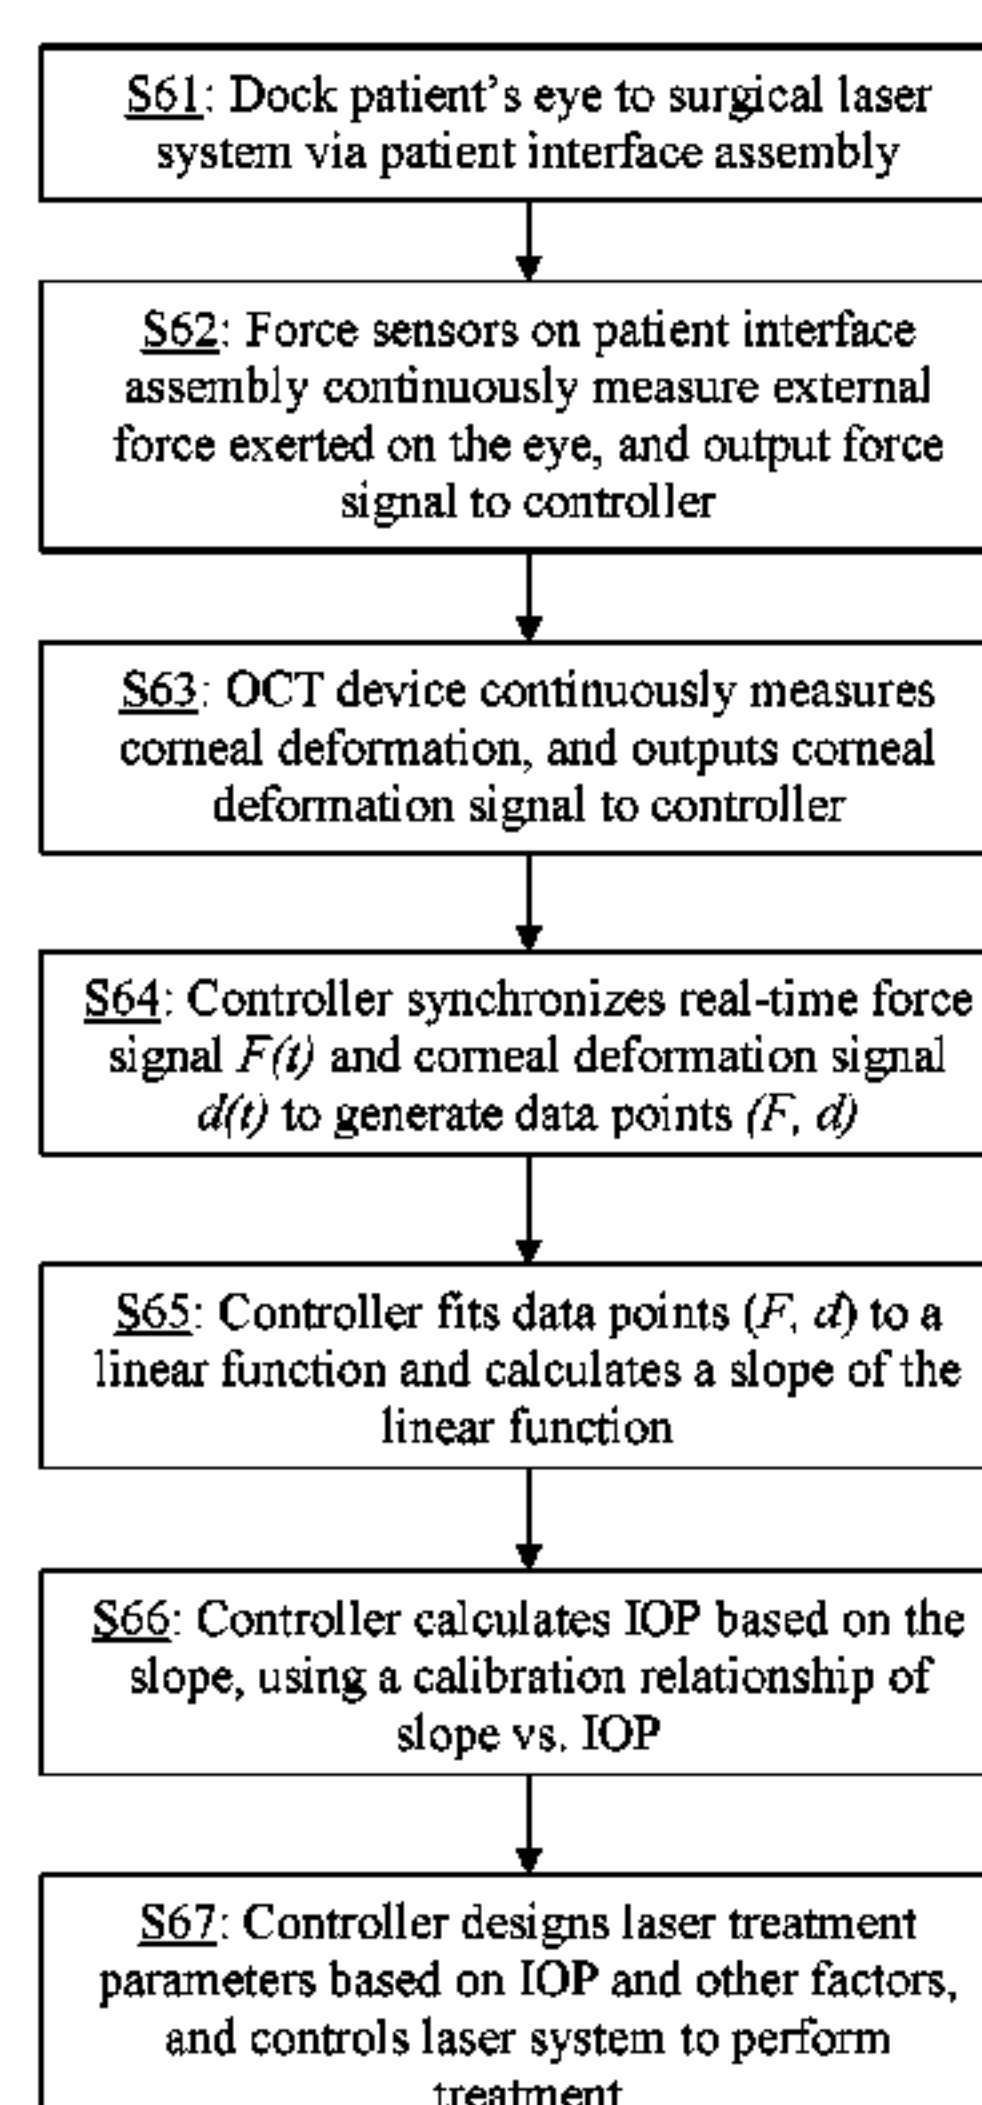 S61: Dock patient's eye to surgical laser
system via patient interface assembly
S62: Force sensors on patient interface
assembly continuously measure external
force exerted on the eye, and output force
signal to controller
S63: OCT device continuously measures
corneal deformation, and outputs corneal
deformation signal to controller
S64: Controller synchronizes real-time force
signal F(t) and corneal deformation signal
d(t) to generate data points (F, d)
S65: Controller fits data points (F, d) to a
linear function and calculates a slope of the
linear function
S66: Controller calculates IOP based on the
slope, using a calibration relationship of
slope vs. IOP
S67: Controller designs laser treatment
parameters based on IOP and other factors,
and controls laser system to perform
treatment